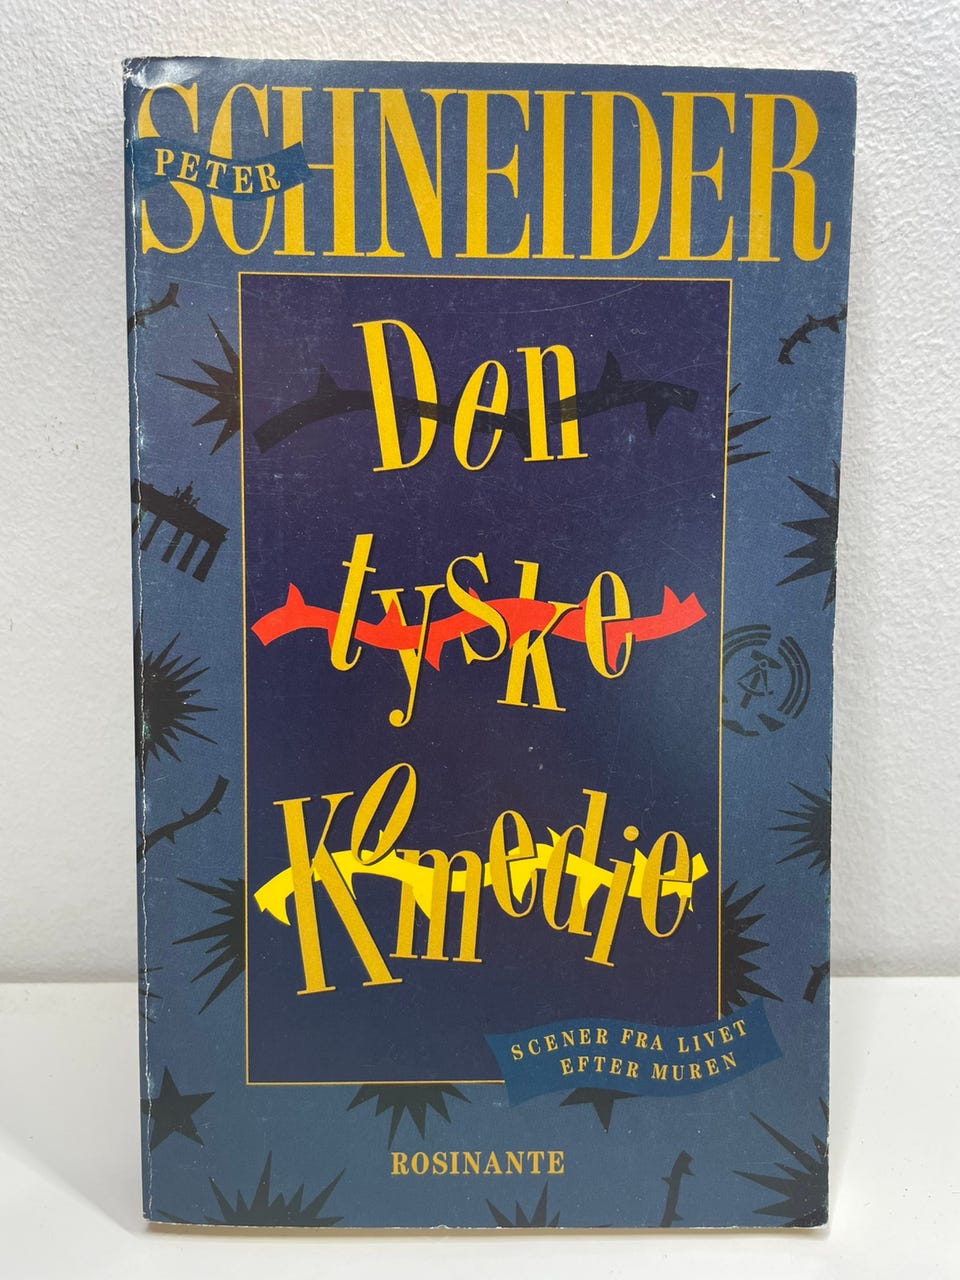 PETER
SCHNEIDER
Den
tyske
Komedie
SCENER FRA LIVET
EFTER MUREN
ROSINANTE